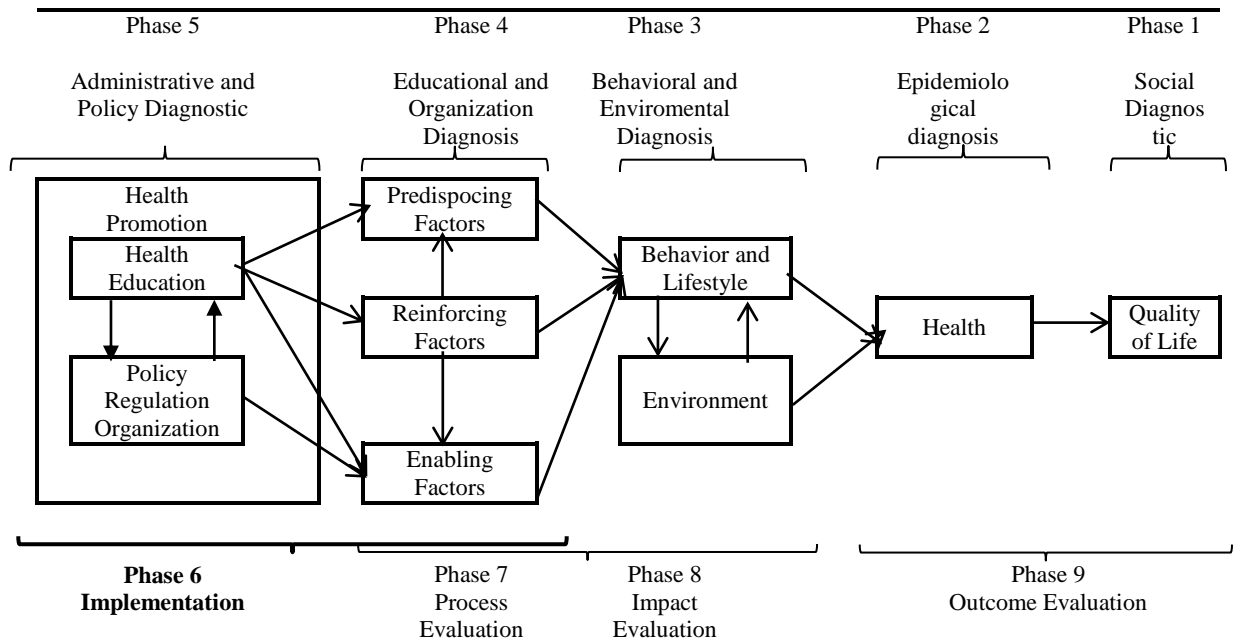 Phase 5
Phase 4
Phase 3
Phase 2
Phase 1
Administrative and
Policy Diagnostic
Educational and
Organization
Diagnosis
Behavioral and
Enviromental
Diagnosis
Epidemiolo
gical
diagnosis
Social
Diagnos
tic
Health
Promotion
Health
Education
Policy
Regulation
Organization
Predispocing
Factors
Reinforcing
Factors
Enabling
Factors
Behavior and
Lifestyle
Environment
Health
Quality
of Life
Phase 6
Implementation
Phase 7
Process
Evaluation
Phase 8
Impact
Evaluation
Phase 9
Outcome Evaluation